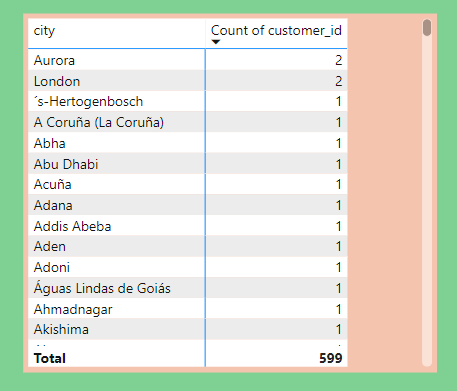 city Count of customer_id
Aurora 2
London 2
´s-Hertogenbosch 1
A Coruña (La Coruña) 1
Abha 1
Abu Dhabi 1
Acuña 1
Adana 1
Addis Abeba 1
Aden 1
Adoni 1
Águas Lindas de Goiás 1
Ahmadnagar 1
Akishima 1
Total 599